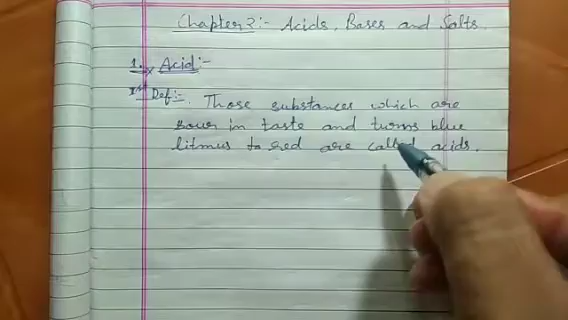 Chapter 2:- Acids, Bases and Salts.
1. Acid:-
Ist Def:- Those substances which are
sour in taste and turns blue
litmus to red are called acids.